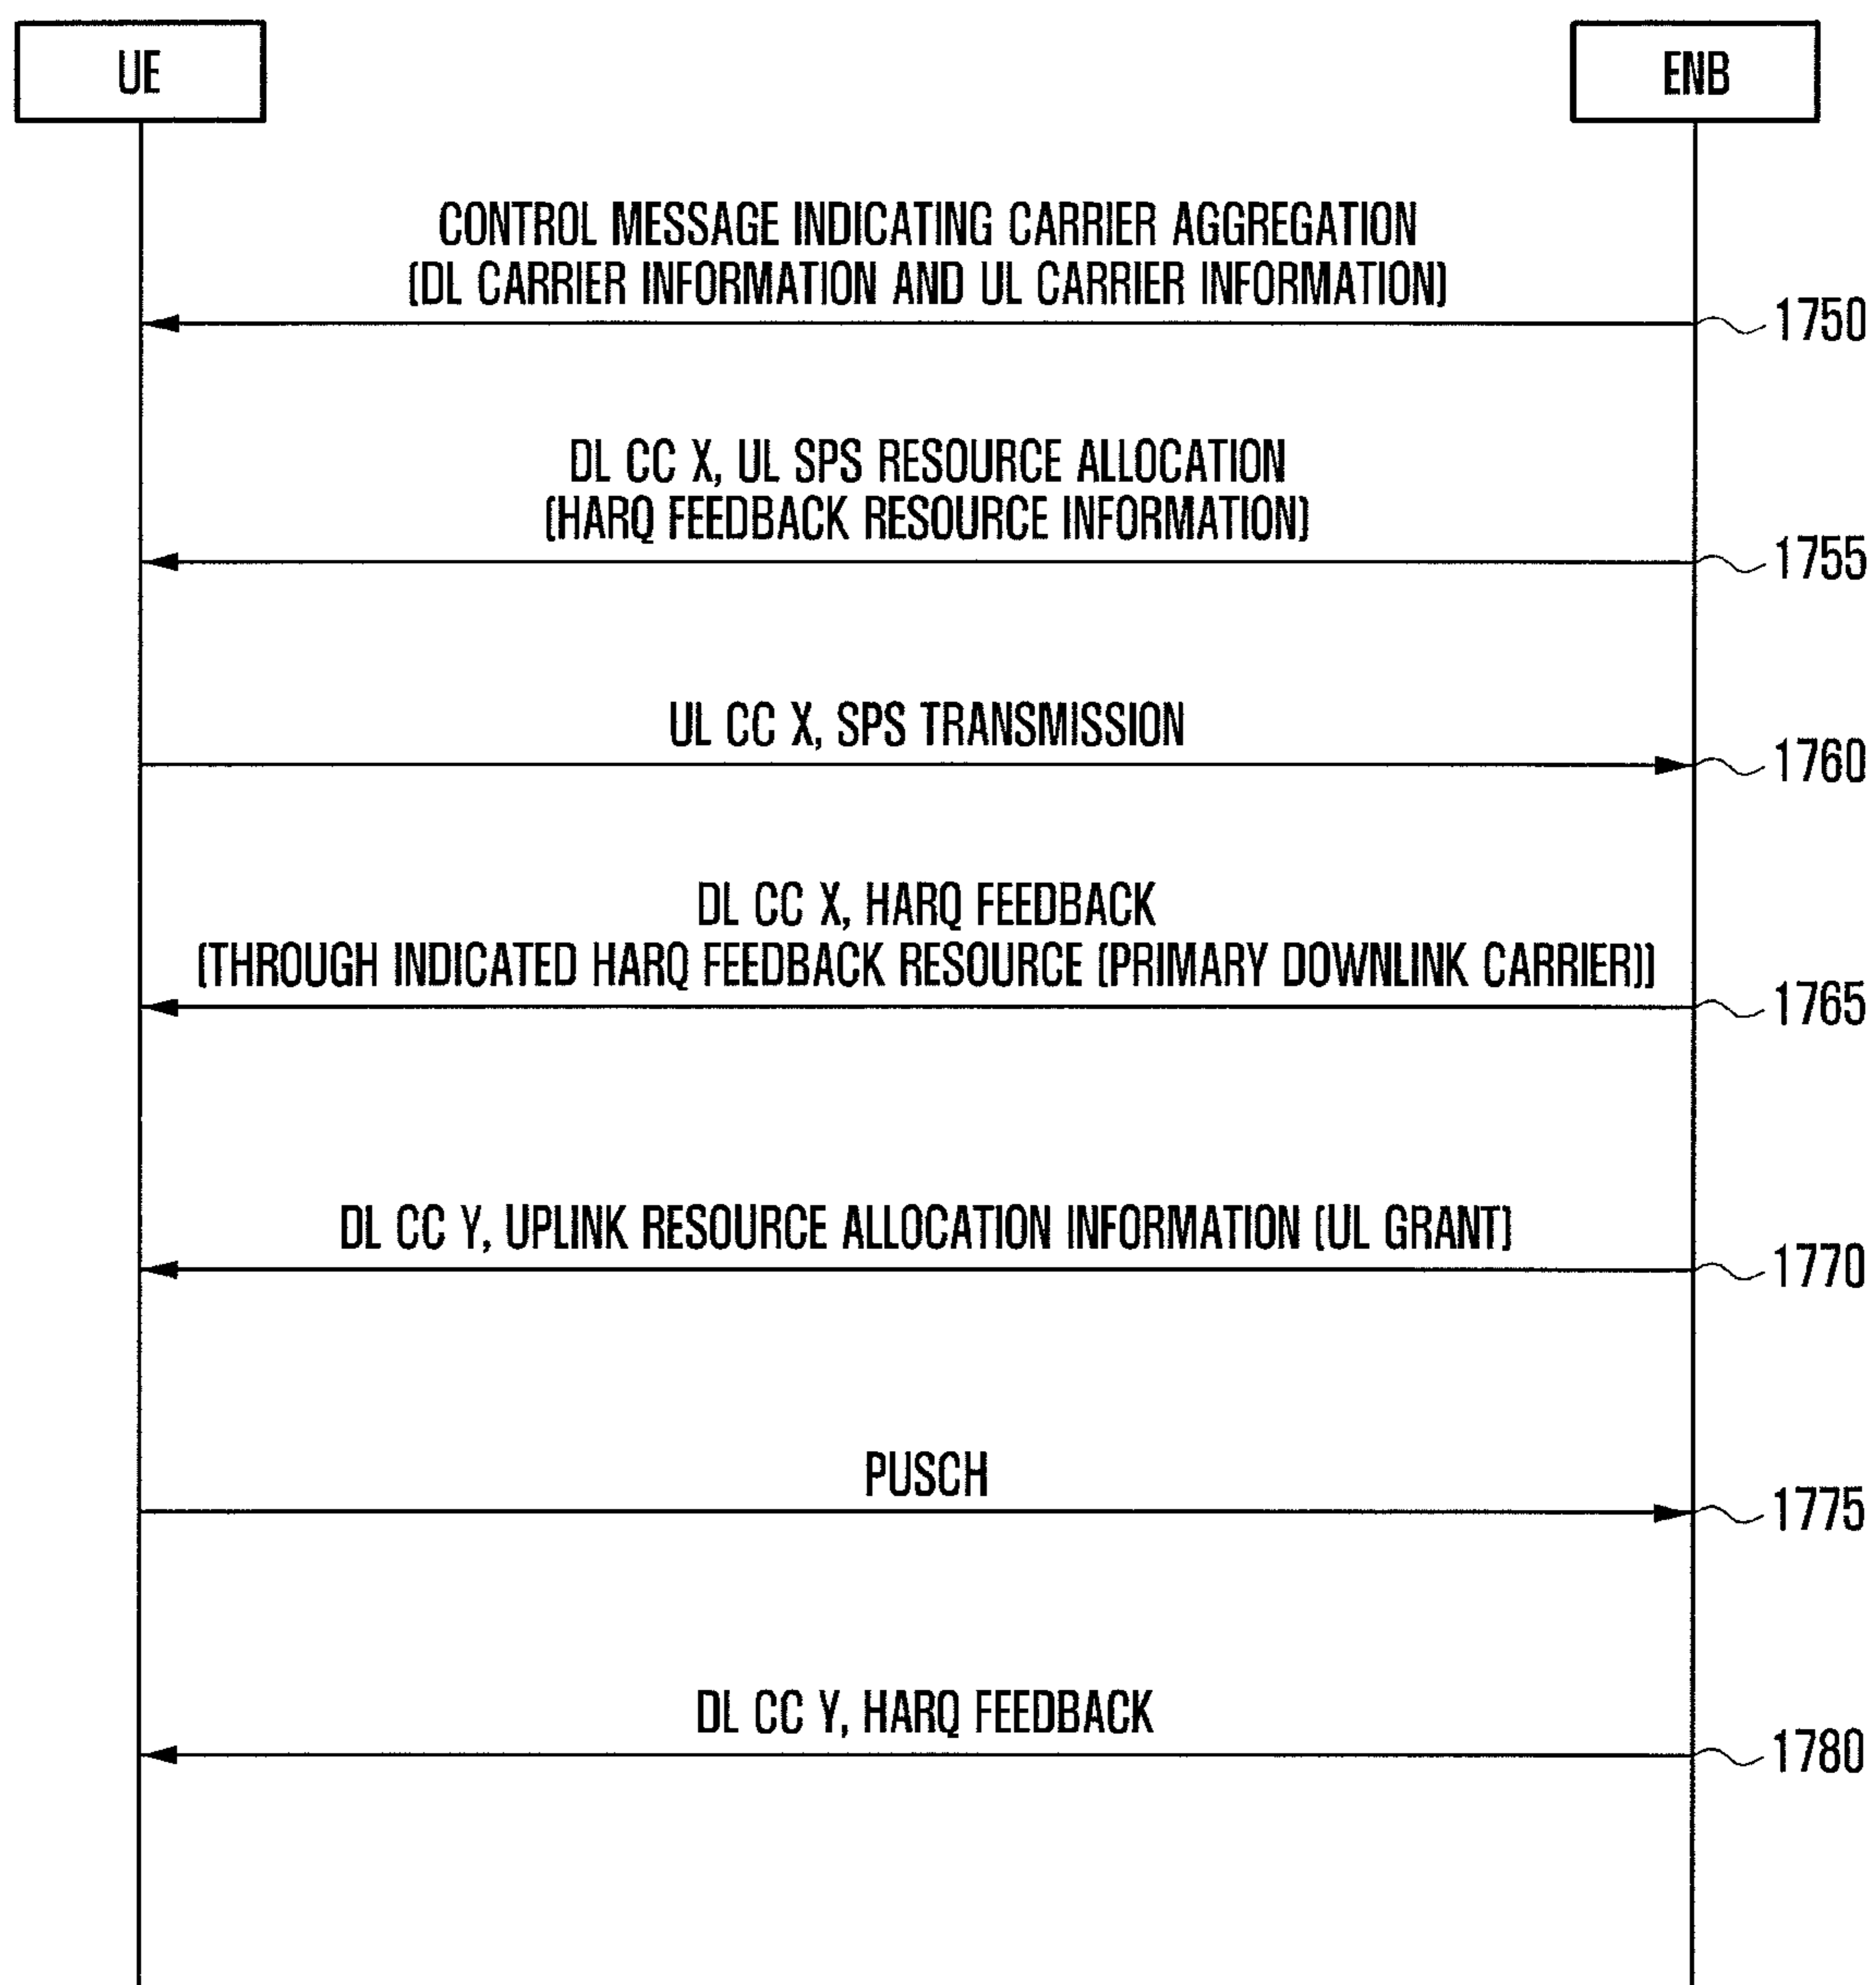 UE
ENB
CONTROL MESSAGE INDICATING CARRIER AGGREGATION
(DL CARRIER INFORMATION AND UL CARRIER INFORMATION)
1750
DL CC X, UL SPS RESOURCE ALLOCATION
(HARQ FEEDBACK RESOURCE INFORMATION)
1755
UL CC X, SPS TRANSMISSION
1760
DL CC X, HARQ FEEDBACK
(THROUGH INDICATED HARQ FEEDBACK RESOURCE (PRIMARY DOWNLINK CARRIER))
1765
DL CC Y, UPLINK RESOURCE ALLOCATION INFORMATION (UL GRANT)
1770
PUSCH
1775
DL CC Y, HARQ FEEDBACK
1780